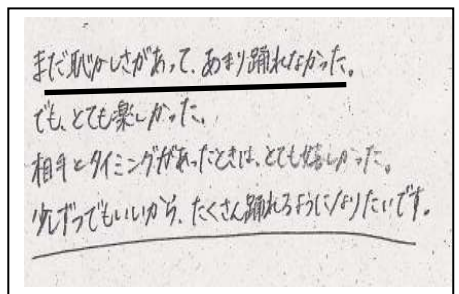 まだ恥かしさがあって、あまり踊れなかった。
でも、とても楽しかった。
相手とタイミングがあったときは、とても嬉しかった。
少しずつでもいいから、たくさん踊れるようになりたいです。